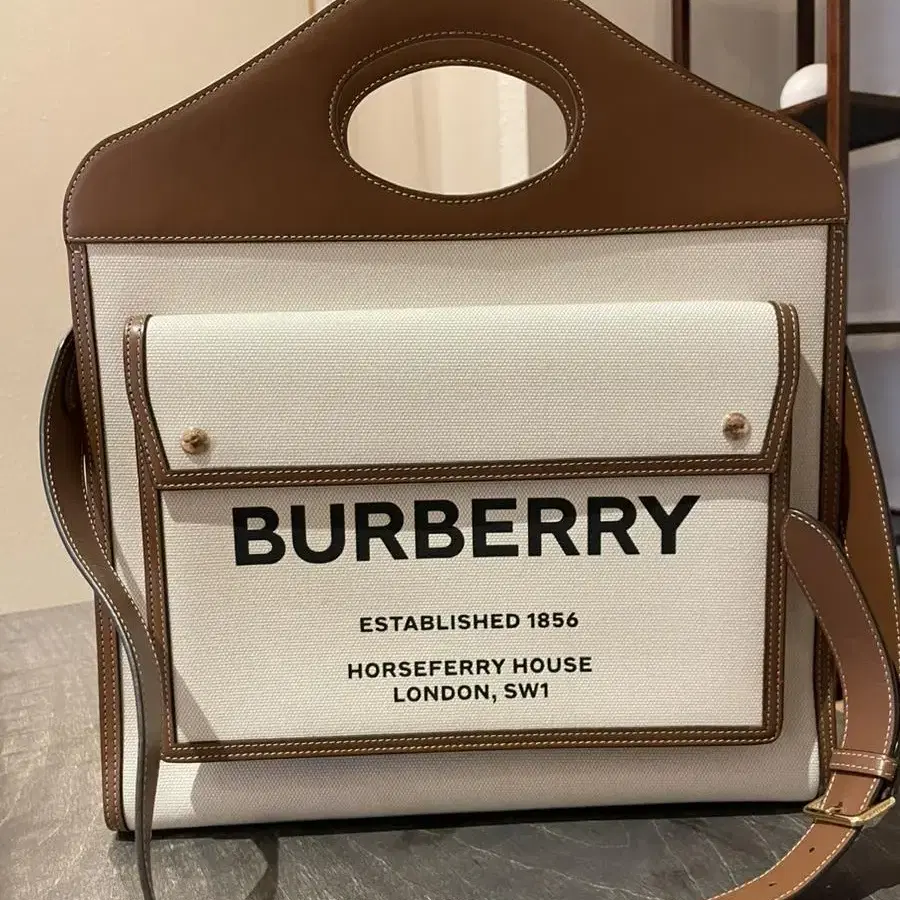 BURBERRY
ESTABLISHED 1856
HORSEFERRY HOUSE
LONDON, SW1